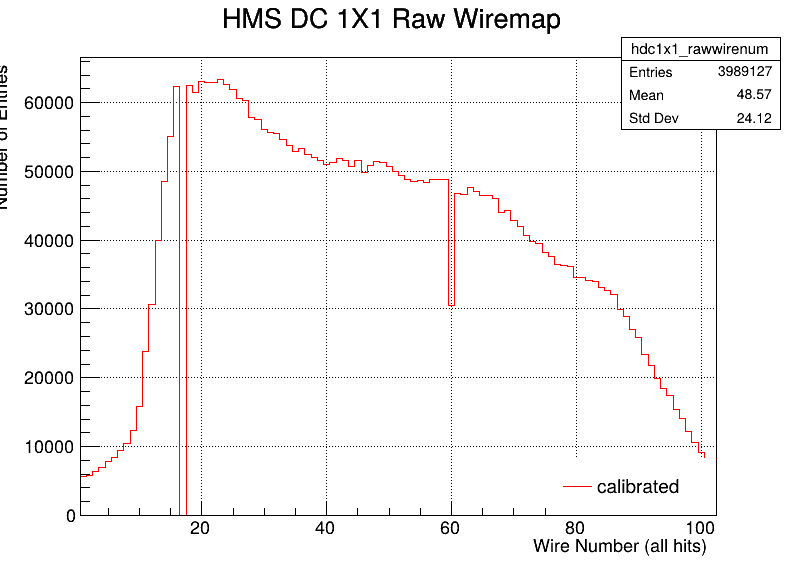 HMS DC 1X1 Raw Wiremap
hdc1x1_rawwirenum
Entries 3989127
Mean 48.57
Std Dev 24.12
Number of Entries
60000
50000
40000
30000
20000
10000
0
calibrated
20 40 60 80 100
Wire Number (all hits)